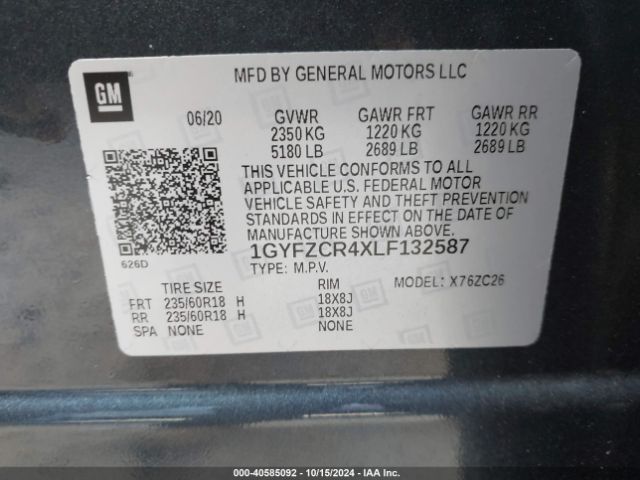 GM
MFD BY GENERAL MOTORS LLC
06/20 GVWR GAWR FRT GAWR RR
2350 KG 1220 KG 1220 KG
5180 LB 2689 LB 2689 LB
THIS VEHICLE CONFORMS TO ALL
APPLICABLE U.S. FEDERAL MOTOR
VEHICLE SAFETY AND THEFT PREVENTION
STANDARDS IN EFFECT ON THE DATE OF
MANUFACTURE SHOWN ABOVE.
1GYFZCR4XLF132587
626D TYPE: M.P.V. MODEL: X76ZC26
TIRE SIZE RIM
FRT 235/60R18 H 18X8J
RR 235/60R18 H 18X8J
SPA NONE NONE
000-40585092 - 10/15/2024 - IAA Inc.